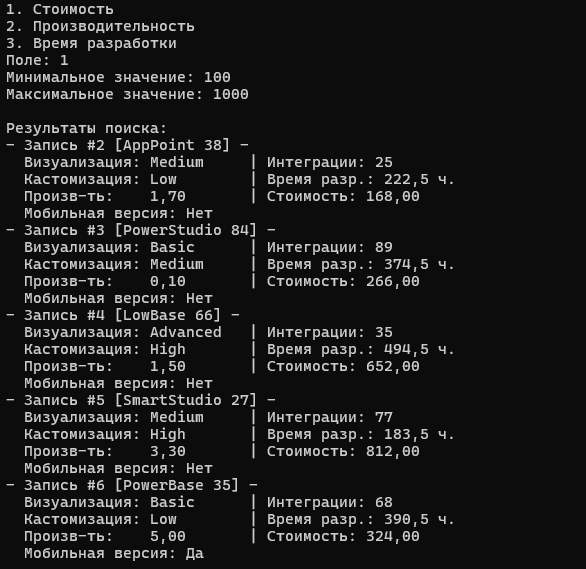 1. Стоимость
2. Производительность
3. Время разработки
Поле: 1
Минимальное значение: 100
Максимальное значение: 1000
Результаты поиска:
- Запись #2 [AppPoint 38] -
Визуализация: Medium | Интеграции: 25
Кастомизация: Low | Время разр.: 222,5 ч.
Произв-ть: 1,70 | Стоимость: 168,00
Мобильная версия: Нет
- Запись #3 [PowerStudio 84] -
Визуализация: Basic | Интеграции: 89
Кастомизация: Medium | Время разр.: 374,5 ч.
Произв-ть: 0,10 | Стоимость: 266,00
Мобильная версия: Нет
- Запись #4 [LowBase 66] -
Визуализация: Advanced | Интеграции: 35
Кастомизация: High | Время разр.: 494,5 ч.
Произв-ть: 1,50 | Стоимость: 652,00
Мобильная версия: Нет
- Запись #5 [SmartStudio 27] -
Визуализация: Medium | Интеграции: 77
Кастомизация: High | Время разр.: 183,5 ч.
Произв-ть: 3,30 | Стоимость: 812,00
Мобильная версия: Нет
- Запись #6 [PowerBase 35] -
Визуализация: Basic | Интеграции: 68
Кастомизация: Low | Время разр.: 390,5 ч.
Произв-ть: 5,00 | Стоимость: 324,00
Мобильная версия: Да